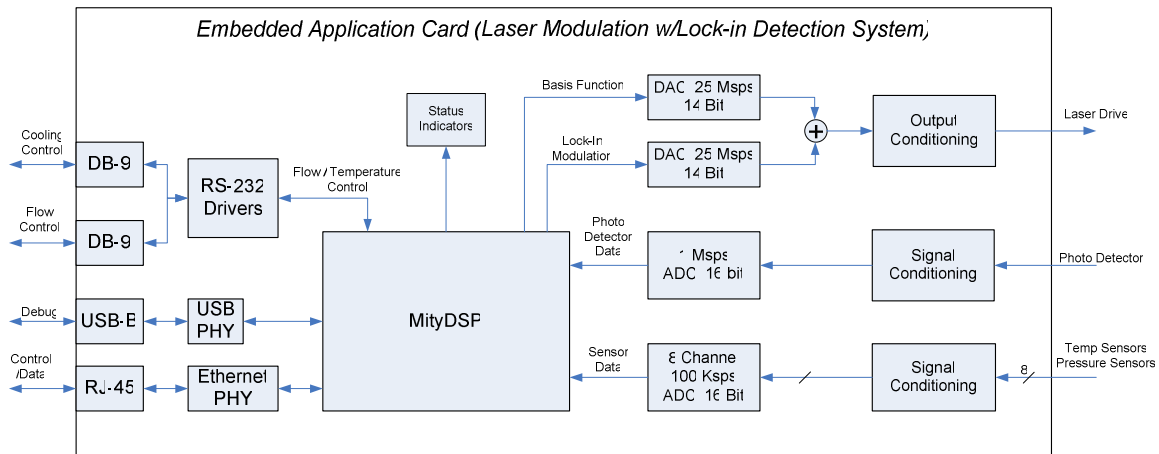 Embedded Application Card (Laser Modulation w/Lock-in Detection System)
Basis Function
DAC 25 Msps
14 Bit
Status
Indicators
Output
Conditioning
Laser Drive
Cooling
Control
DB-9
Lock-In
Modulation
DAC 25 Msps
14 Bit
RS-232
Drivers
Flow / Temperature
Control
Flow
Control
DB-9
Photo
Detector
Data
1 Msps
ADC 16 bit
Signal
Conditioning
Photo Detector
MityDSP
Debug
USB-B
USB
PHY
Sensor
Data
8 Channel
100 Ksps
ADC 16 Bit
Signal
Conditioning
8
Temp Sensors
Pressure Sensors
Control
/Data
RJ-45
Ethernet
PHY